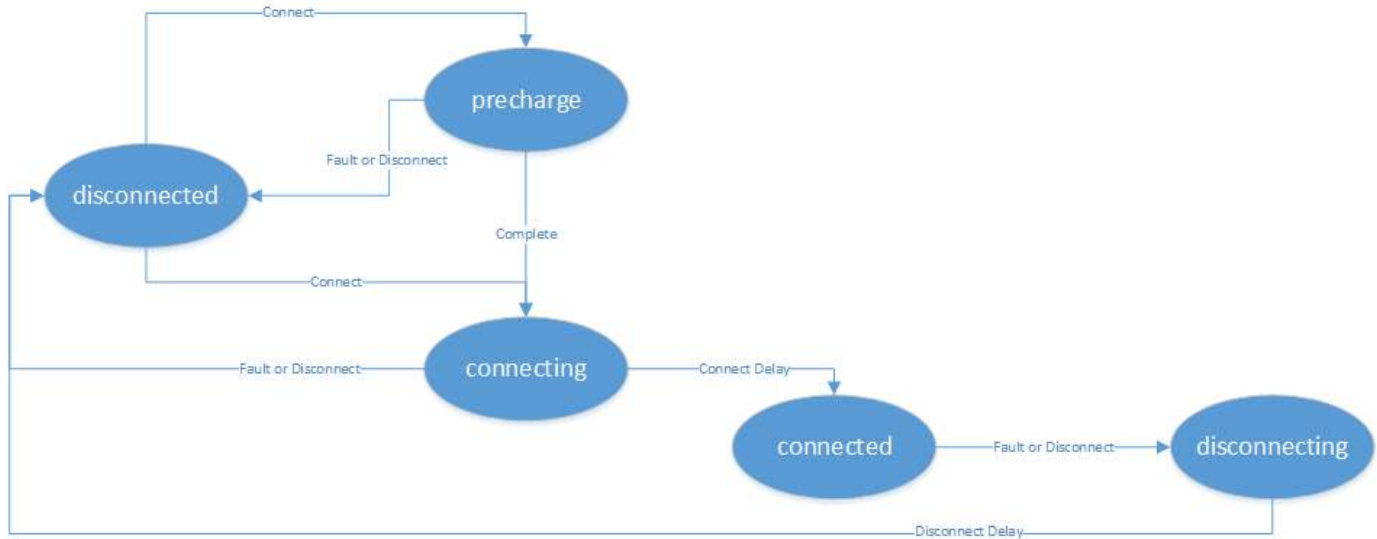 Connect
precharge
Fault or Disconnect
disconnected
Complete
Connect
connecting
Fault or Disconnect
Connect Delay
connected
Fault or Disconnect
disconnecting
Disconnect Delay